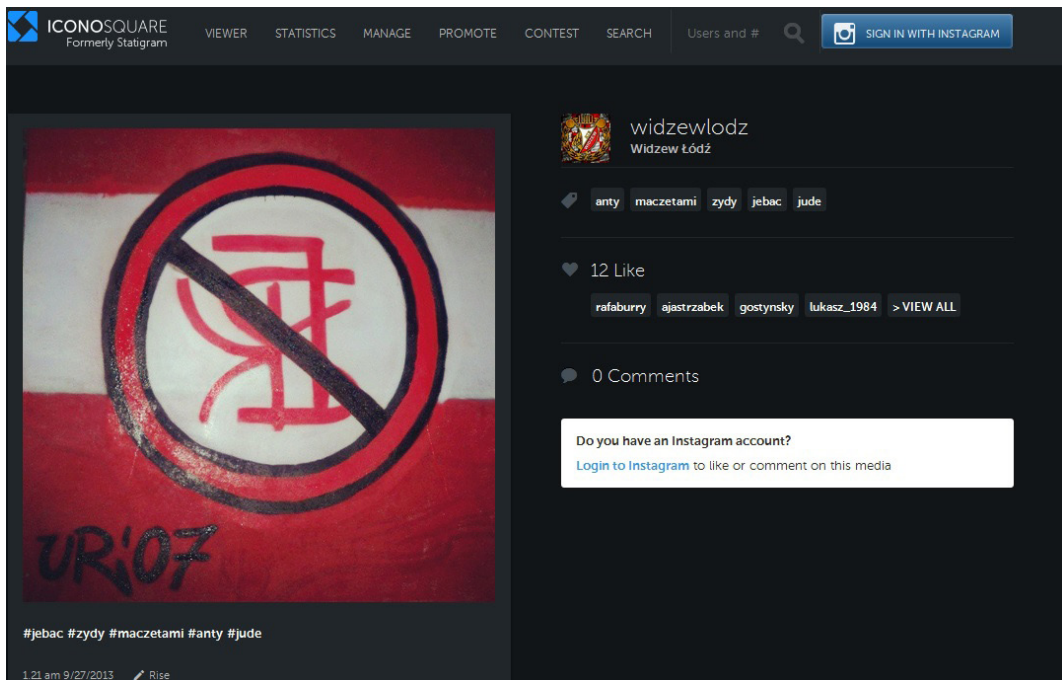 ICONOSQUARE
Formerly Statigram
VIEWER STATISTICS MANAGE PROMOTE CONTEST SEARCH Users and # SIGN IN WITH INSTAGRAM
widzewlodz
Widzew Łódź
anty maczetami zydy jebac jude
12 Like
rafaburry ajastrzabek gostynsky lukasz_1984 > VIEW ALL
0 Comments
Do you have an Instagram account?
Login to Instagram to like or comment on this media
UR'07
#jebac #zydy #maczetami #anty #jude
1.21 am 9/27/2013 Rise